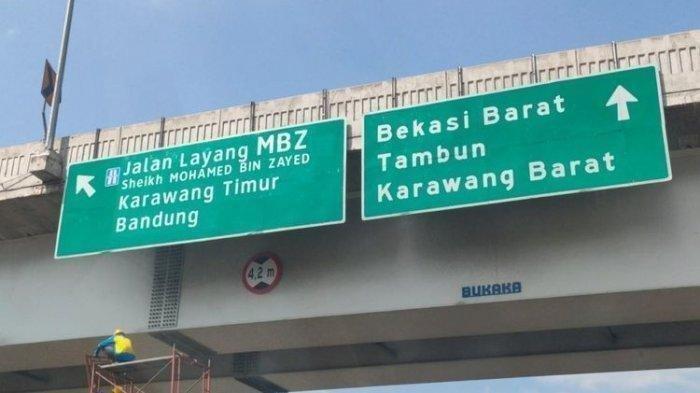 Jalan Layang MBZ
Sheikh MOHAMED BIN ZAYED
Karawang Timur
Bandung
Bekasi Barat
Tambun
Karawang Barat
4.2 m
BUKAKA